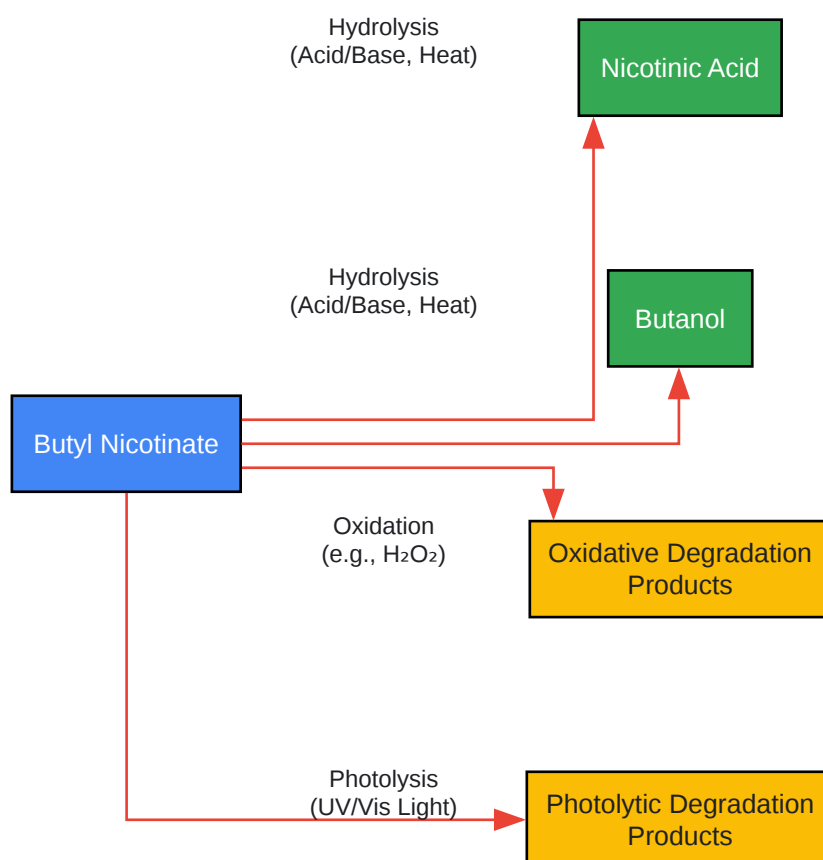 Hydrolysis
(Acid/Base, Heat)
Nicotinic Acid
Hydrolysis
(Acid/Base, Heat)
Butanol
Butyl Nicotinate
Oxidation
(e.g., H₂O₂)
Oxidative Degradation
Products
Photolysis
(UV/Vis Light)
Photolytic Degradation
Products